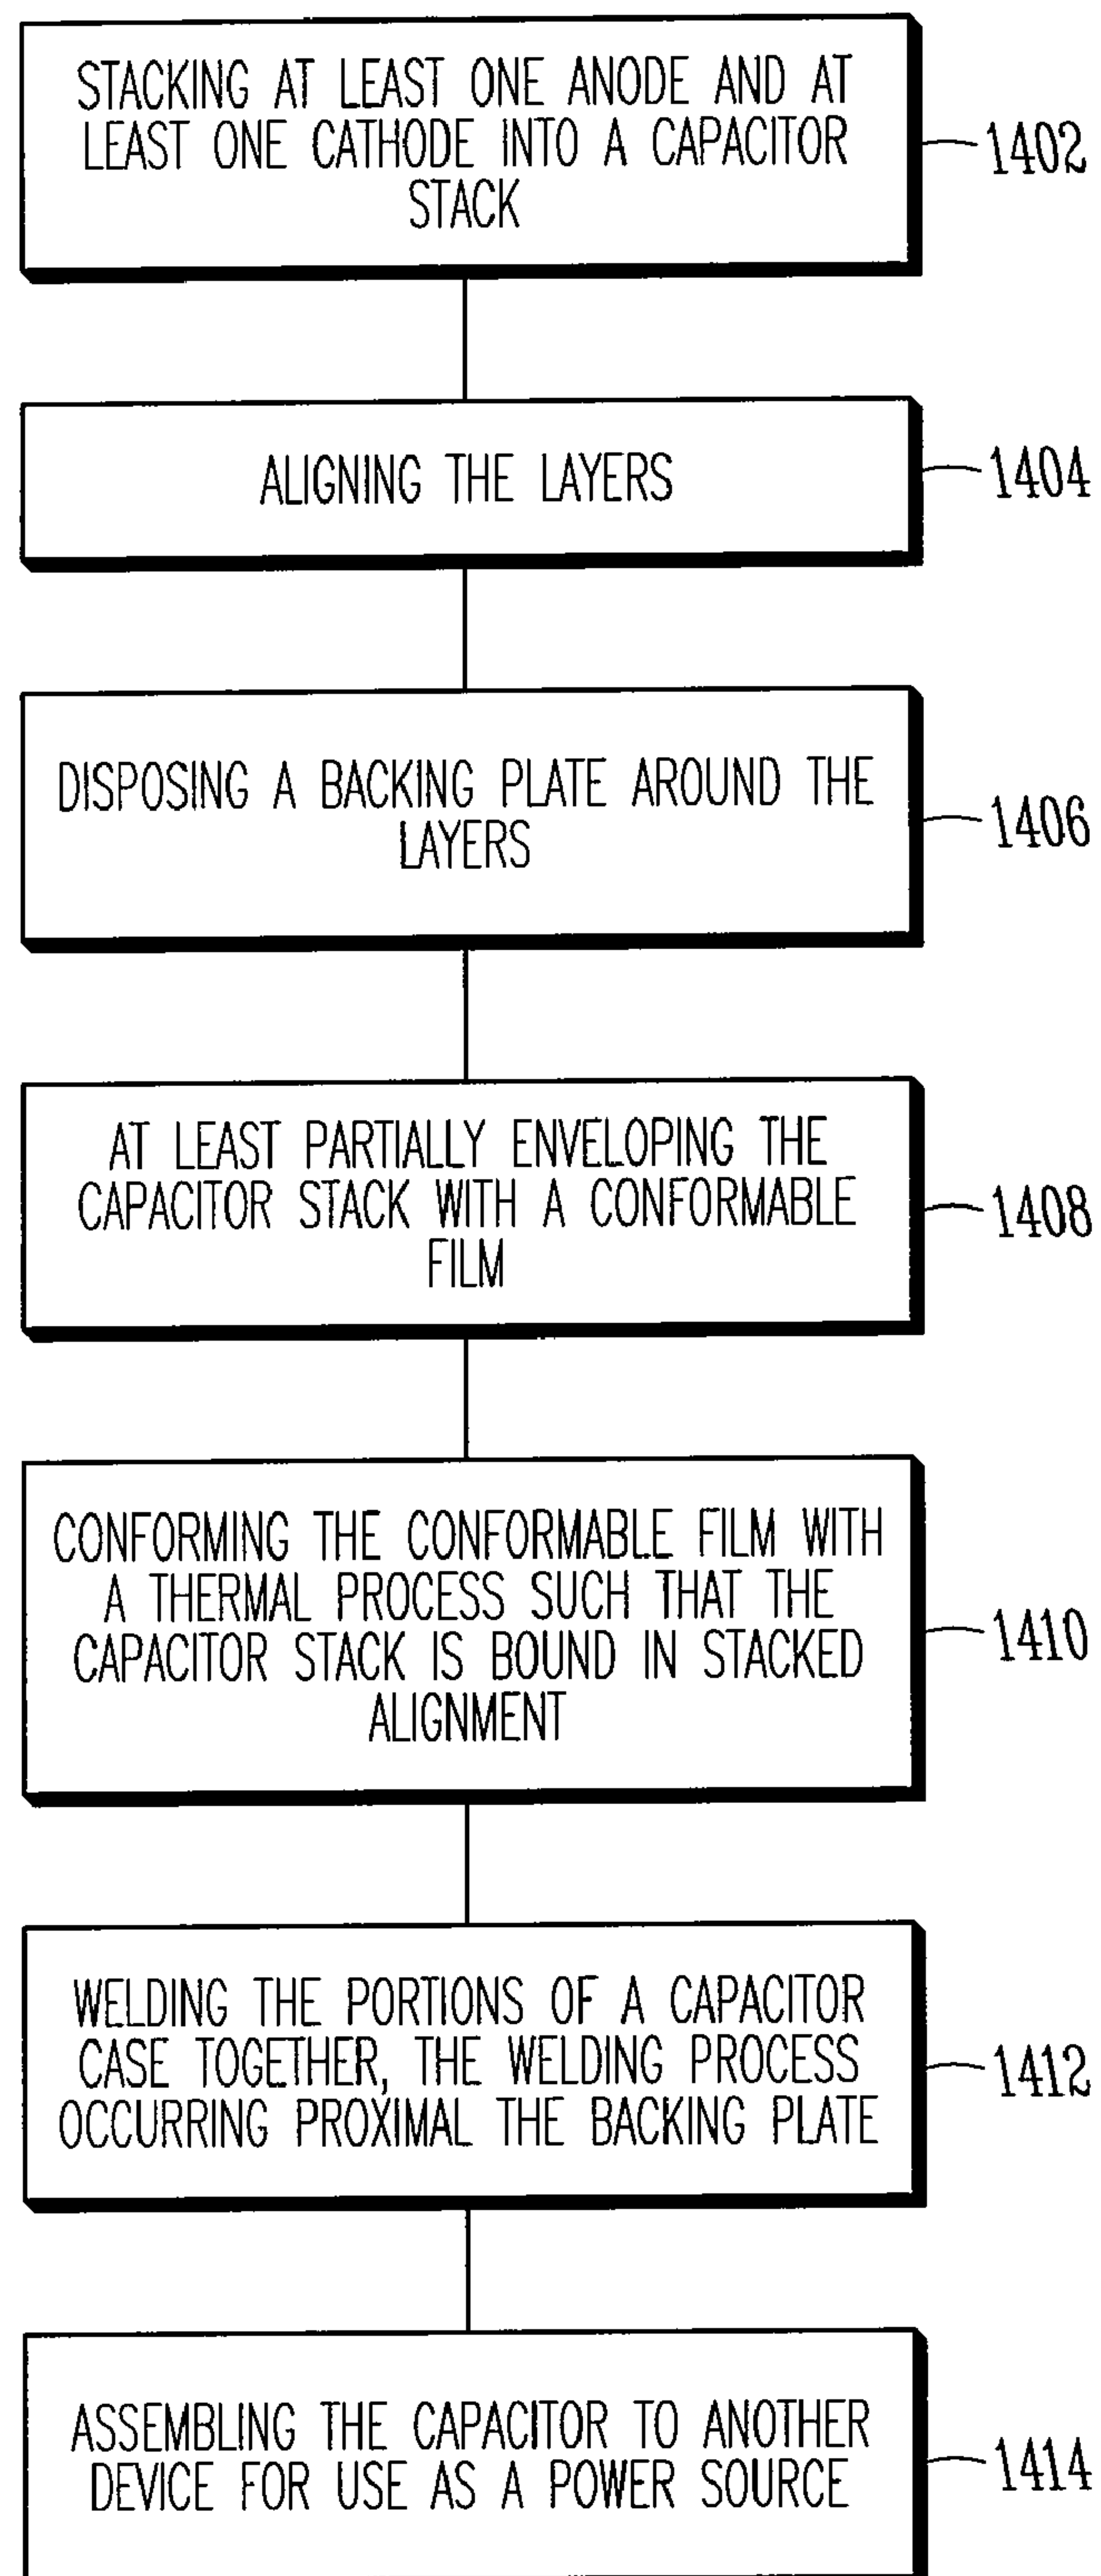 STACKING AT LEAST ONE ANODE AND AT
LEAST ONE CATHODE INTO A CAPACITOR
STACK
1402
ALIGNING THE LAYERS
1404
DISPOSING A BACKING PLATE AROUND THE
LAYERS
1406
AT LEAST PARTIALLY ENVELOPING THE
CAPACITOR STACK WITH A CONFORMABLE
FILM
1408
CONFORMING THE CONFORMABLE FILM WITH
A THERMAL PROCESS SUCH THAT THE
CAPACITOR STACK IS BOUND IN STACKED
ALIGNMENT
1410
WELDING THE PORTIONS OF A CAPACITOR
CASE TOGETHER, THE WELDING PROCESS
OCCURRING PROXIMAL THE BACKING PLATE
1412
ASSEMBLING THE CAPACITOR TO ANOTHER
DEVICE FOR USE AS A POWER SOURCE
1414